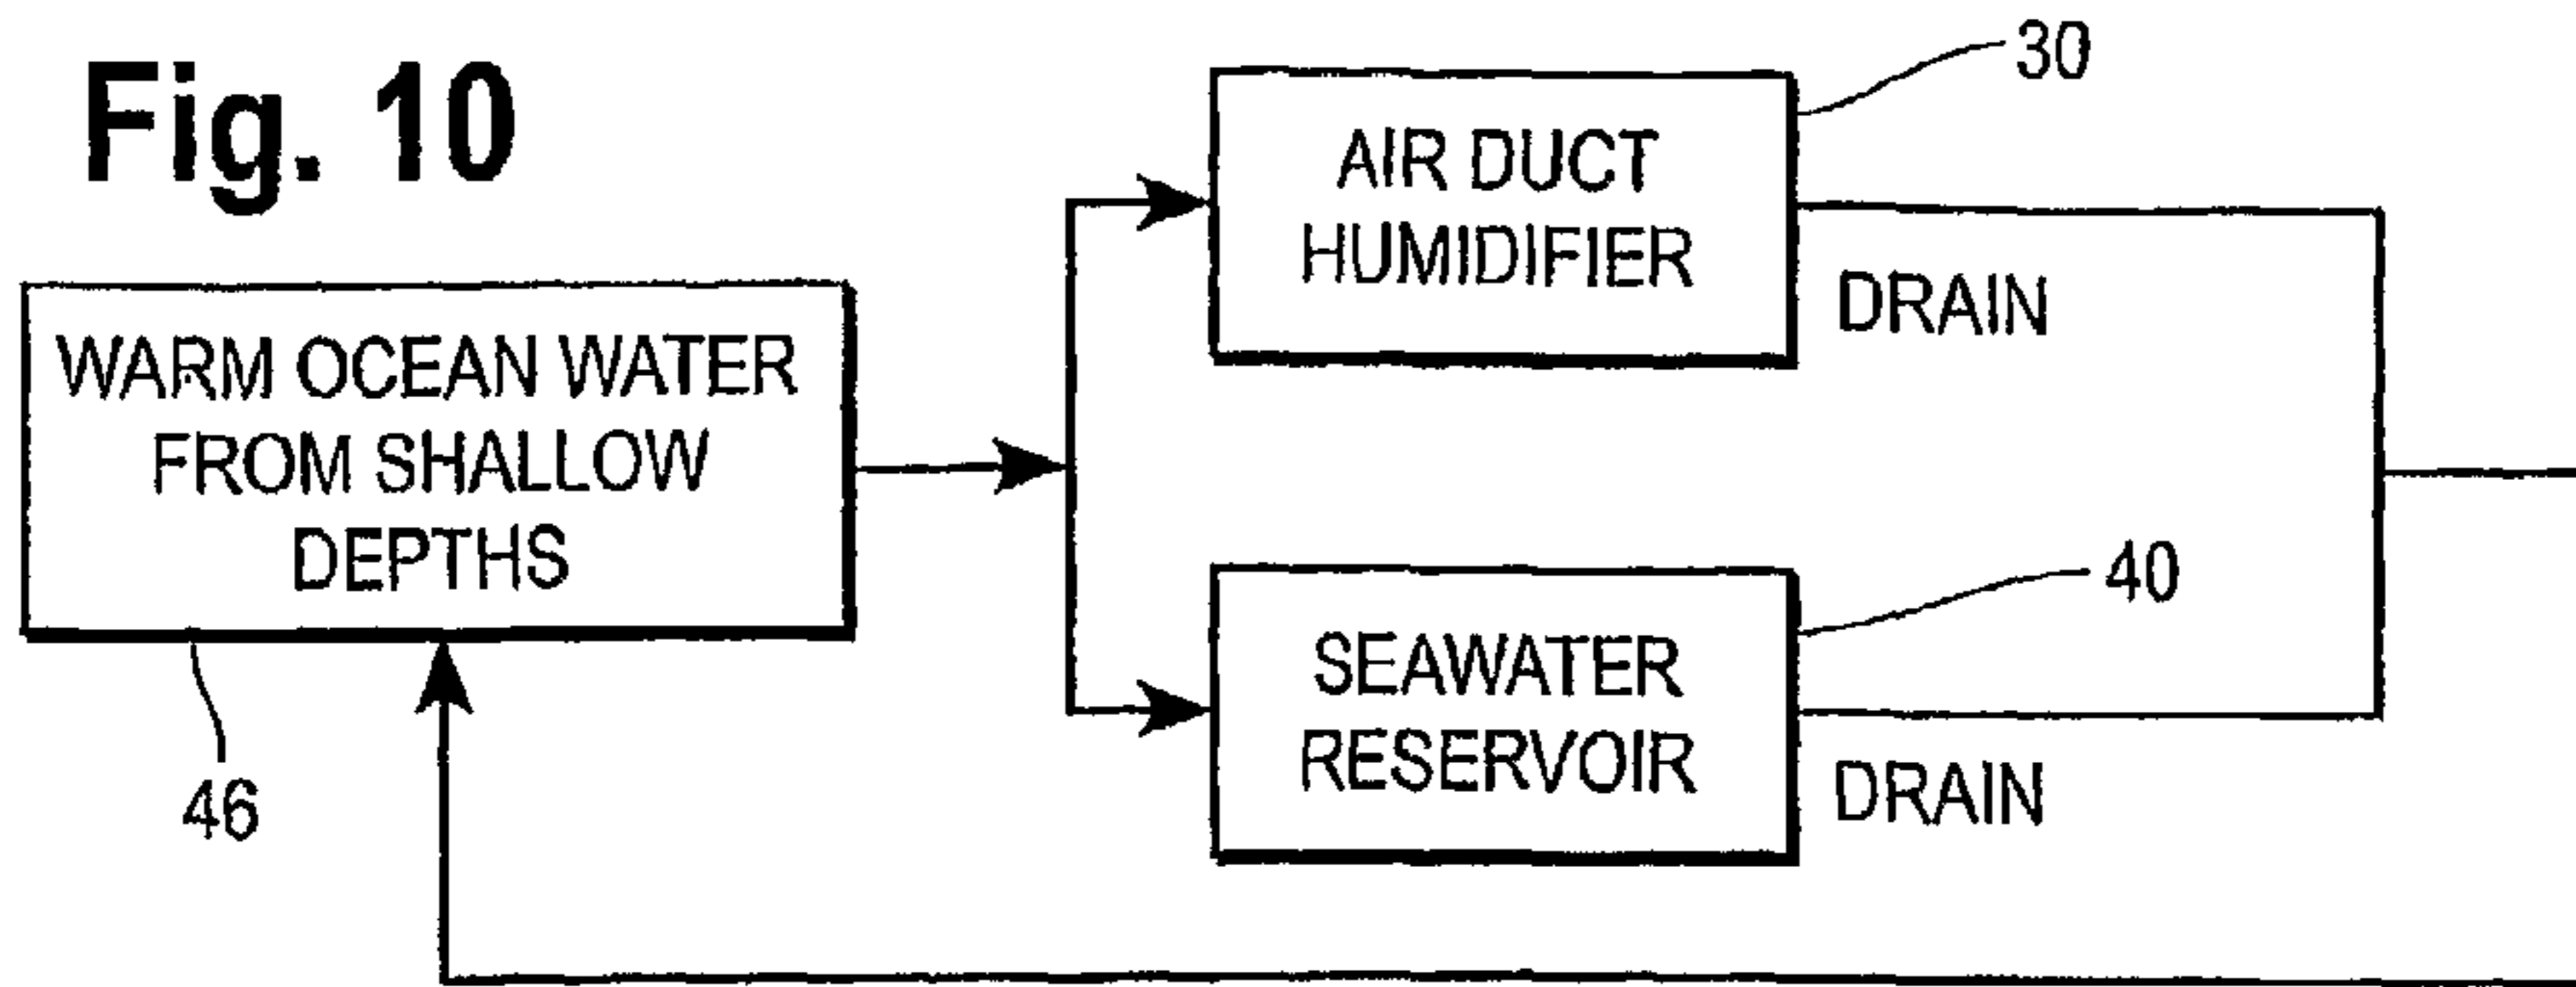 Fig. 10
30
AIR DUCT
HUMIDIFIER
DRAIN
WARM OCEAN WATER
FROM SHALLOW
DEPTHS
46
40
SEAWATER
RESERVOIR
DRAIN